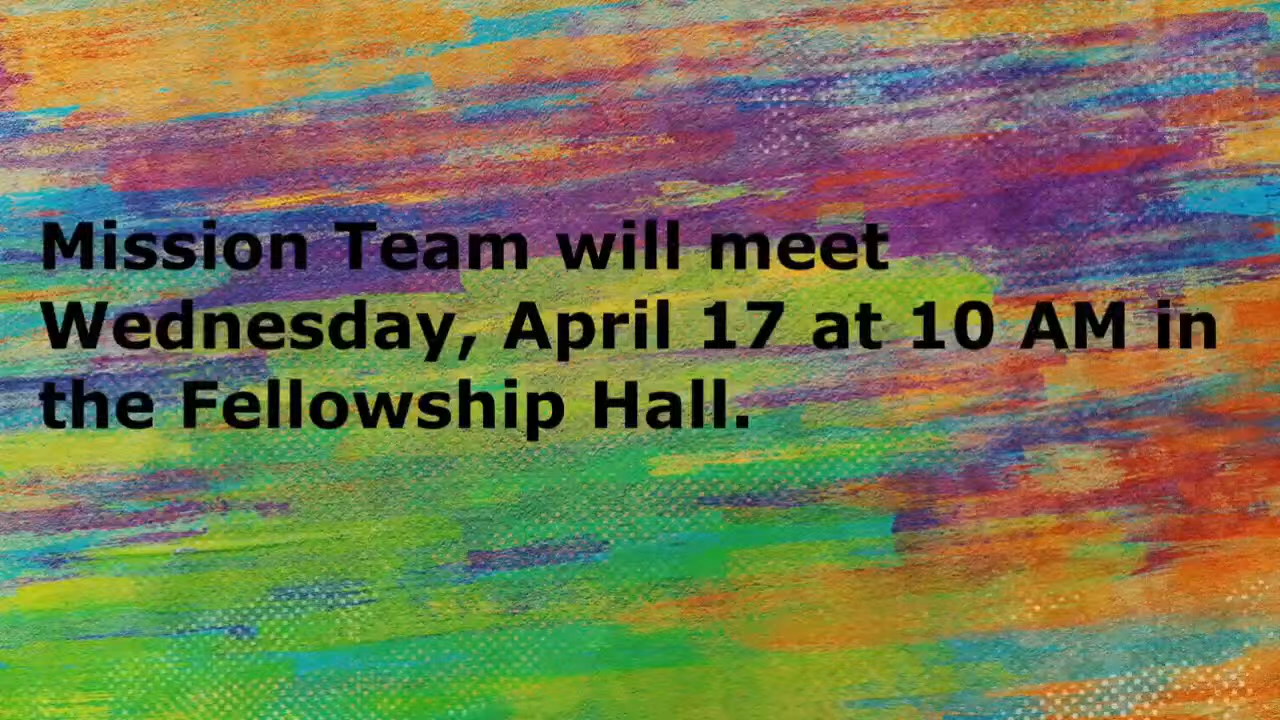 Mission Team will meet
Wednesday, April 17 at 10 AM in
the Fellowship Hall.